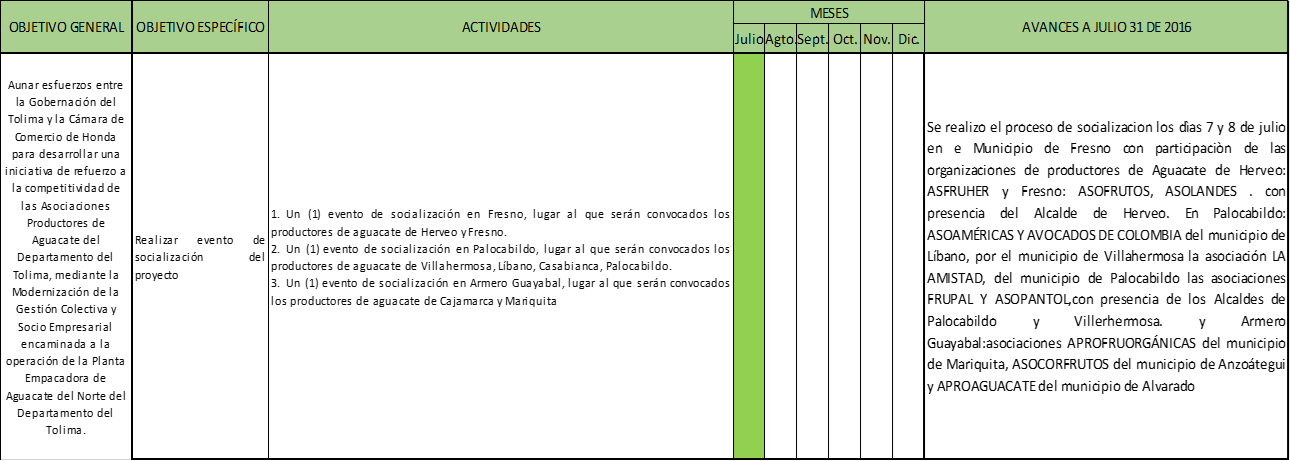 OBJETIVO GENERAL
OBJETIVO ESPECÍFICO
ACTIVIDADES
MESES
Julio
Agto.
Sept.
Oct.
Nov.
Dic.
AVANCES A JULIO 31 DE 2016
Aunar esfuerzos entre
la Gobernación del
Tolima y la Cámara de
Comercio de Honda
para desarrollar una
iniciativa de refuerzo a
la competitividad de
las Asociaciones
Productores de
Aguacate del
Departamento del
Tolima, mediante la
Modernización de la
Gestión Colectiva y
Socio Empresarial
encaminada a la
operación de la Planta
Empacadora de
Aguacate del Norte del
Departamento del
Tolima.
Realizar evento de
socialización del
proyecto
1. Un (1) evento de socialización en Fresno, lugar al que serán convocados los
productores de aguacate de Herveo y Fresno.
2. Un (1) evento de socialización en Palocabildo, lugar al que serán convocados los
productores de aguacate de Villahermosa, Líbano, Casabianca, Palocabildo.
3. Un (1) evento de socialización en Armero Guayabal, lugar al que serán convocados
los productores de aguacate de Cajamarca y Mariquita
Se realizo el proceso de socializacion los dìas 7 y 8 de julio
en e Municipio de Fresno con participaciòn de las
organizaciones de productores de Aguacate de Herveo:
ASFRUHER y Fresno: ASOFRUTOS, ASOLANDES . con
presencia del Alcalde de Herveo. En Palocabildo:
ASOAMÉRICAS Y AVOCADOS DE COLOMBIA del municipio de
Líbano, por el municipio de Villahermosa la asociación LA
AMISTAD, del municipio de Palocabildo las asociaciones
FRUPAL Y ASOPANTOL,con presencia de los Alcaldes de
Palocabildo y Villerhermosa. y Armero
Guayabal:asociaciones APROFRUORGÁNICAS del municipio
de Mariquita, ASOCORFRUTOS del municipio de Anzoátegui
y APROAGUACATE del municipio de Alvarado